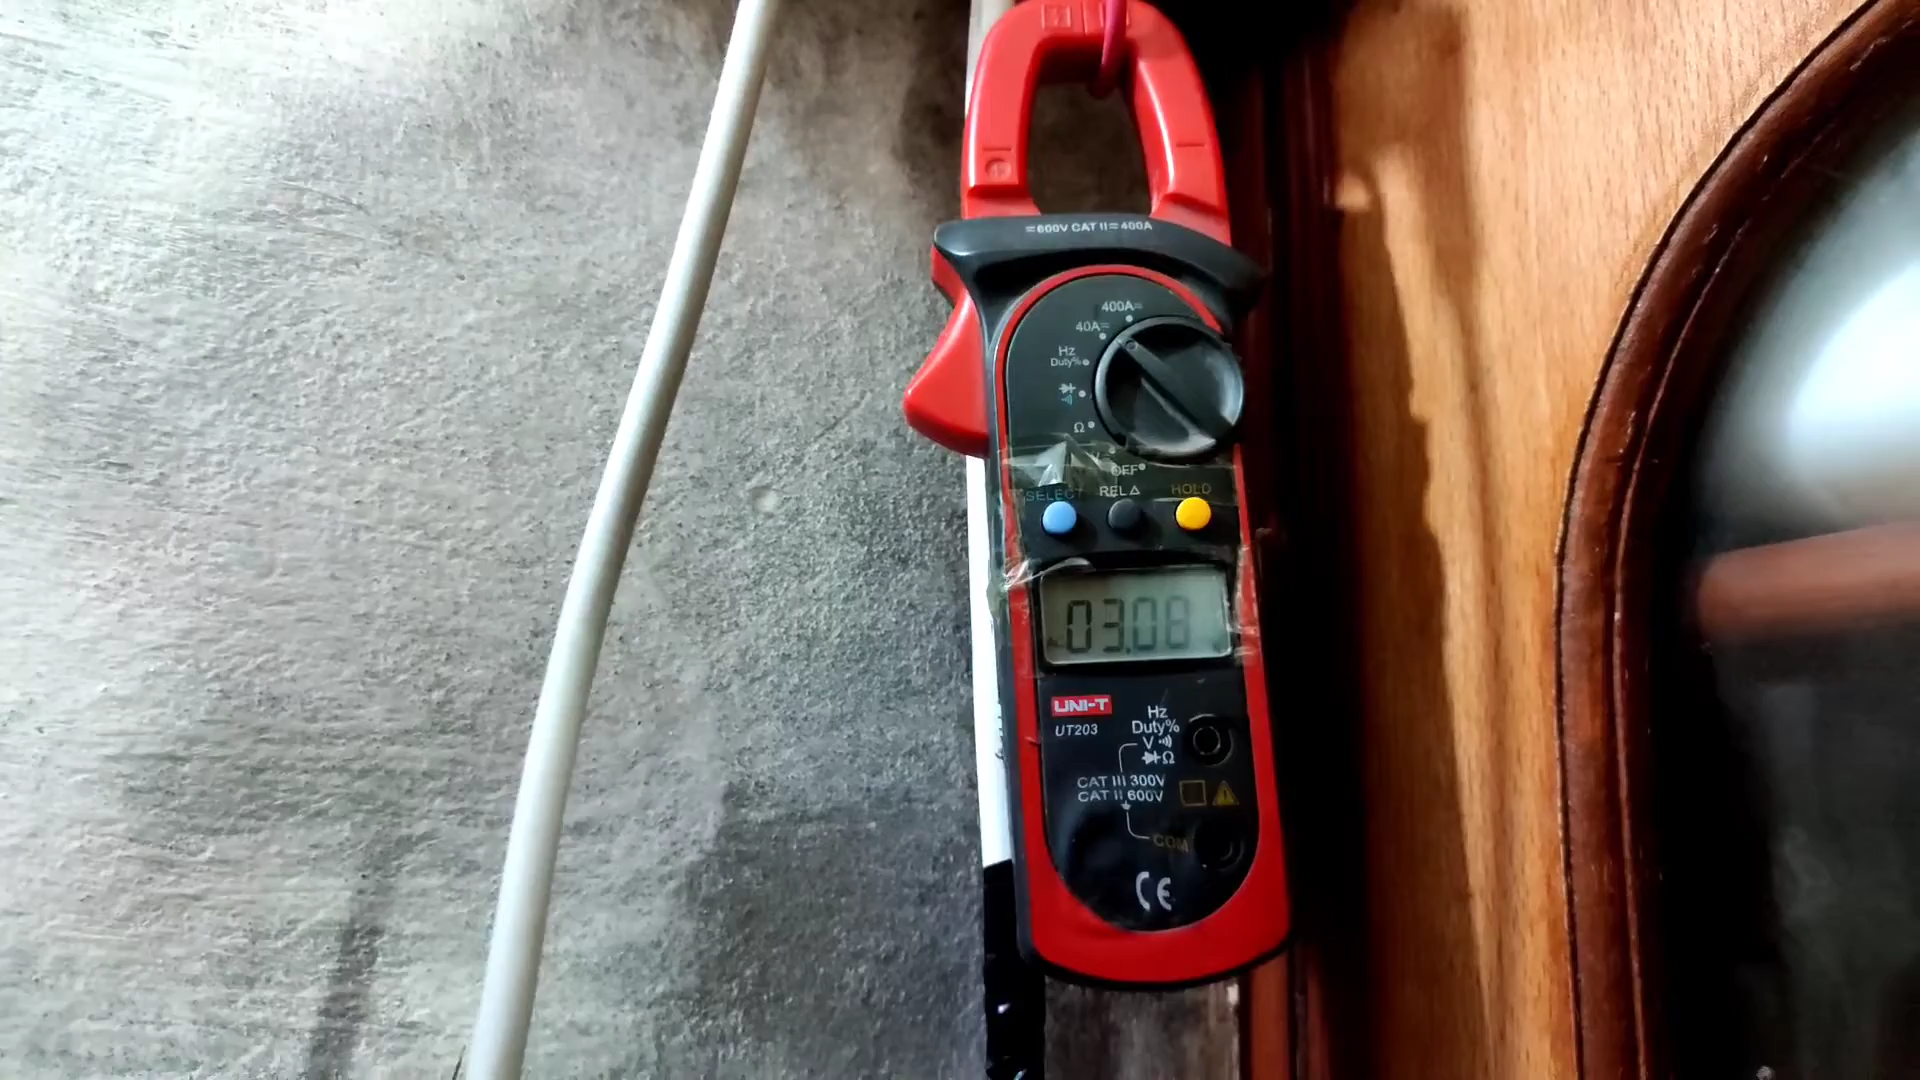 =600V CAT II=400A
400A=
40A=
Hz
Duty%
Ω
V
OFF
SELECT REL△ HOLD
03.08
UNI-T
UT203
Hz
Duty%
V
Ω
CAT III 300V
CAT II 600V
COM
CE